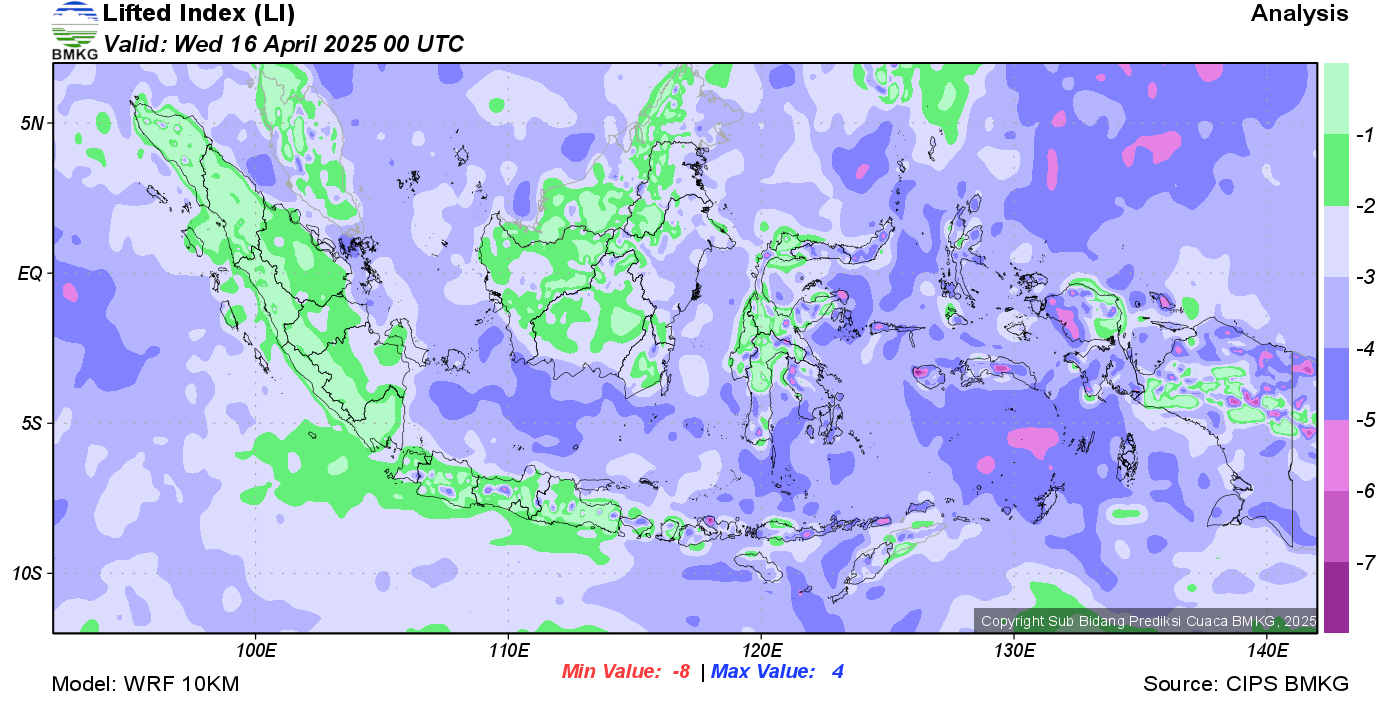 BMKG
Lifted Index (LI)
Valid: Wed 16 April 2025 00 UTC
Analysis
5N
EQ
5S
10S
-1
-2
-3
-4
-5
-6
-7
Copyright Sub Bidang Prediksi Cuaca BMKG, 2025
100E
110E
120E
130E
140E
Min Value: -8 | Max Value: 4
Model: WRF 10KM
Source: CIPS BMKG